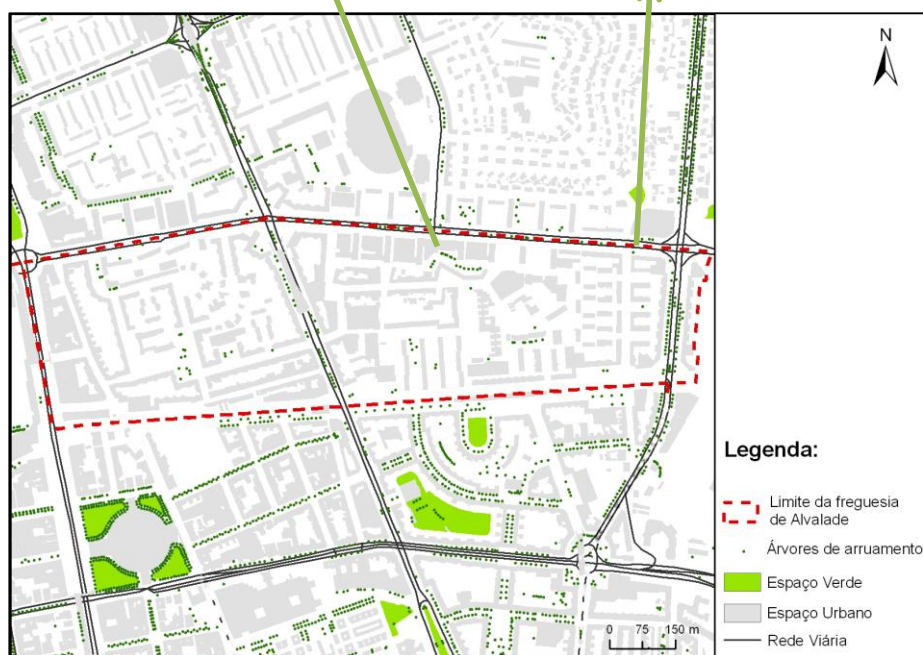 N
Legenda:
Limite da freguesia
de Alvalade
Árvores de arruamento
Espaço Verde
Espaço Urbano
0 75 150 m
Rede Viária